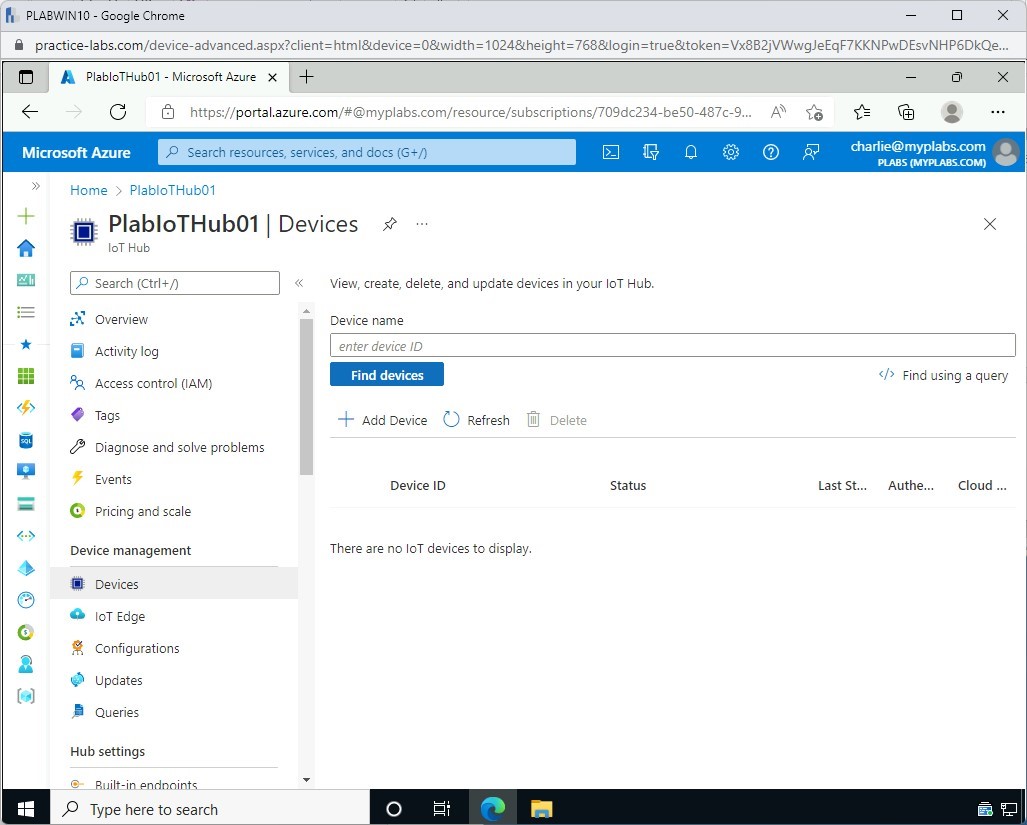 PLABWIN10 - Google Chrome
practice-labs.com/device-advanced.aspx?client=html&device=0&width=1024&height=768&login=true&token=Vx8B2jVWwgJeEqF7KKNPwDEsvNHP6DkQe...
PlabIoTHub01 - Microsoft Azure
https://portal.azure.com/#@myplabs.com/resource/subscriptions/709dc234-be50-487c-9...
Microsoft Azure
Search resources, services, and docs (G+/)
charlie@myplabs.com
PLABS (MYPLABS.COM)
Home > PlabIoTHub01
PlabIoTHub01 | Devices
IoT Hub
Search (Ctrl+/)
Overview
Activity log
Access control (IAM)
Tags
Diagnose and solve problems
Events
Pricing and scale
Device management
Devices
IoT Edge
Configurations
Updates
Queries
Hub settings
Built-in endpoints
View, create, delete, and update devices in your IoT Hub.
Device name
enter device ID
Find devices
Find using a query
Add Device Refresh Delete
Device ID Status Last St... Authe... Cloud ...
There are no IoT devices to display.
Type here to search